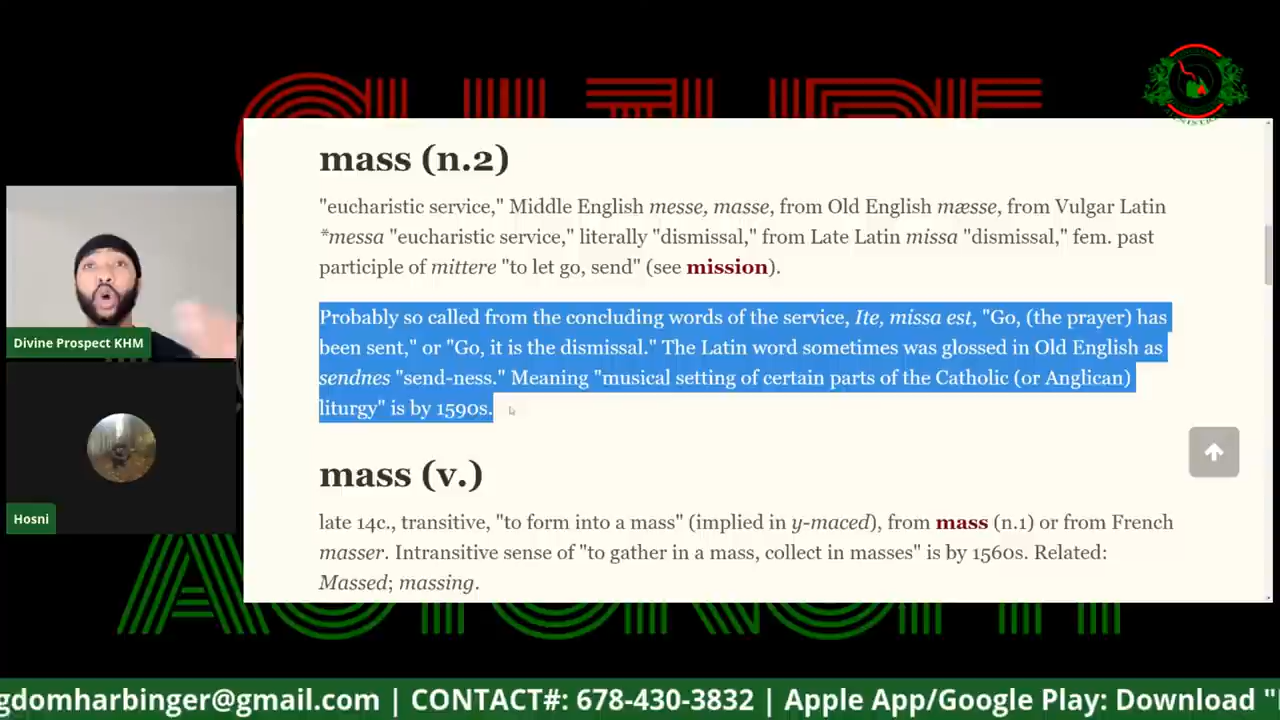 mass (n.2)
"eucharistic service," Middle English messe, masse, from Old English mæsse, from Vulgar Latin
*messa "eucharistic service," literally "dismissal," from Late Latin missa "dismissal," fem. past
participle of mittere "to let go, send" (see mission).
Probably so called from the concluding words of the service, Ite, missa est, "Go, (the prayer) has
been sent," or "Go, it is the dismissal." The Latin word sometimes was glossed in Old English as
sendnes "send-ness." Meaning "musical setting of certain parts of the Catholic (or Anglican)
liturgy" is by 1590s.
mass (v.)
late 14c., transitive, "to form into a mass" (implied in y-maced), from mass (n.1) or from French
masser. Intransitive sense of "to gather in a mass, collect in masses" is by 1560s. Related:
Massed; massing.
Divine Prospect KHM
Hosni
gdomharbinger@gmail.com | CONTACT#: 678-430-3832 | Apple App/Google Play: Download "